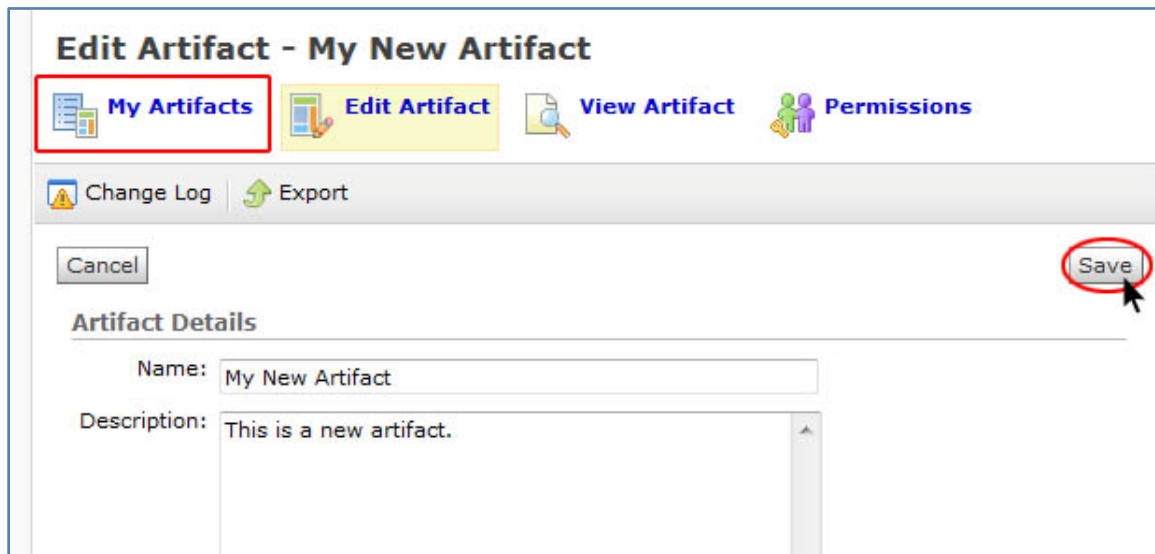 Edit Artifact - My New Artifact
My Artifacts Edit Artifact View Artifact Permissions
Change Log Export
Cancel Save
Artifact Details
Name: My New Artifact
Description: This is a new artifact.